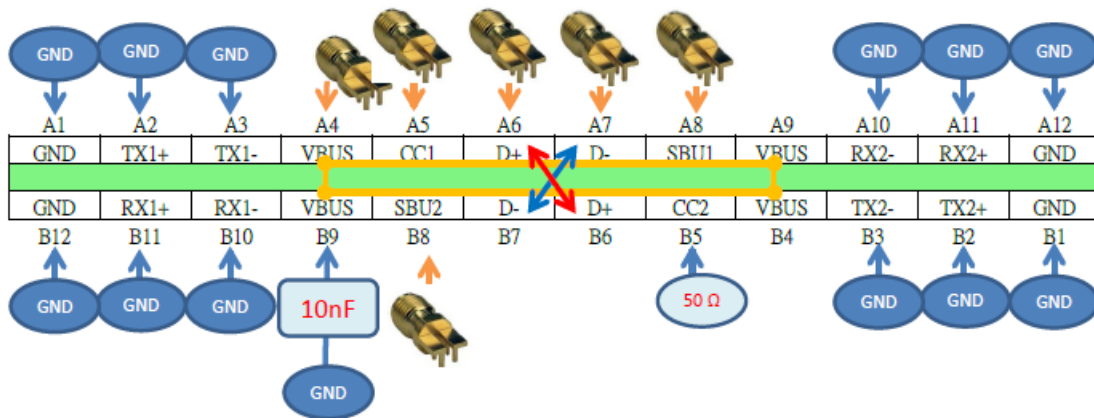 GND GND GND GND GND GND
A1 A2 A3 A4 A5 A6 A7 A8 A9 A10 A11 A12
GND TX1+ TX1- VBUS CC1 D+ D- SBU1 VBUS RX2- RX2+ GND
GND RX1+ RX1- VBUS SBU2 D- D+ CC2 VBUS TX2- TX2+ GND
B12 B11 B10 B9 B8 B7 B6 B5 B4 B3 B2 B1
GND GND GND 10nF 50 Ω GND GND GND
GND